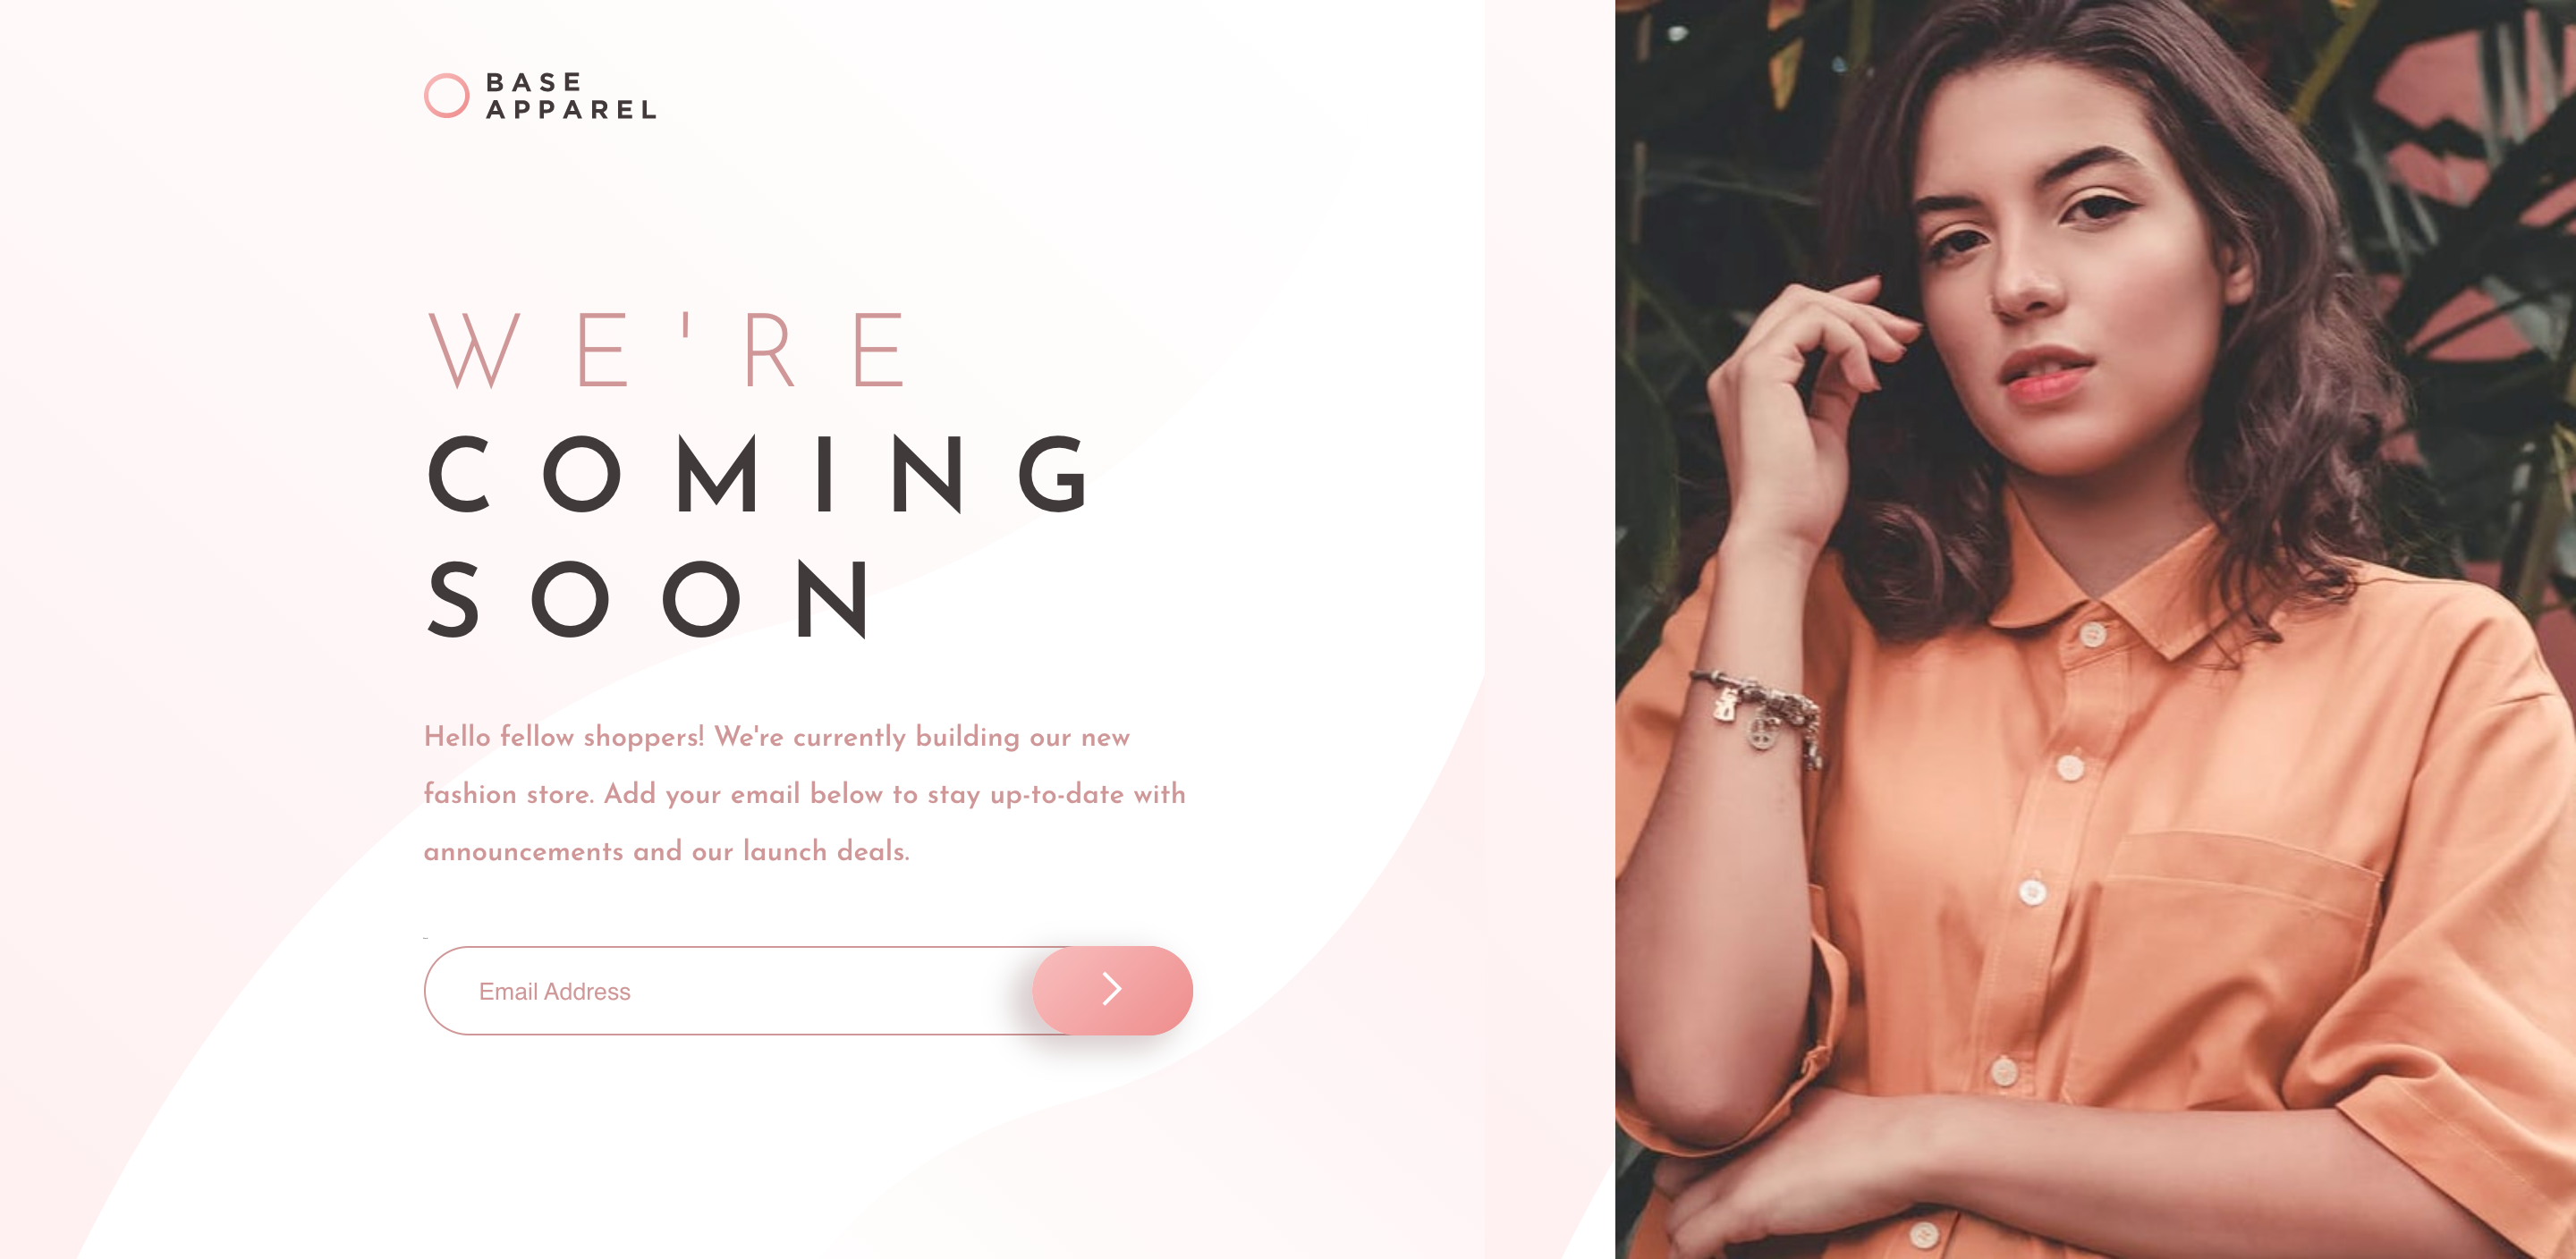 BASE
APPAREL
WE'RE
COMING
SOON
Hello fellow shoppers! We're currently building our new
fashion store. Add your email below to stay up-to-date with
announcements and our launch deals.
Email Address